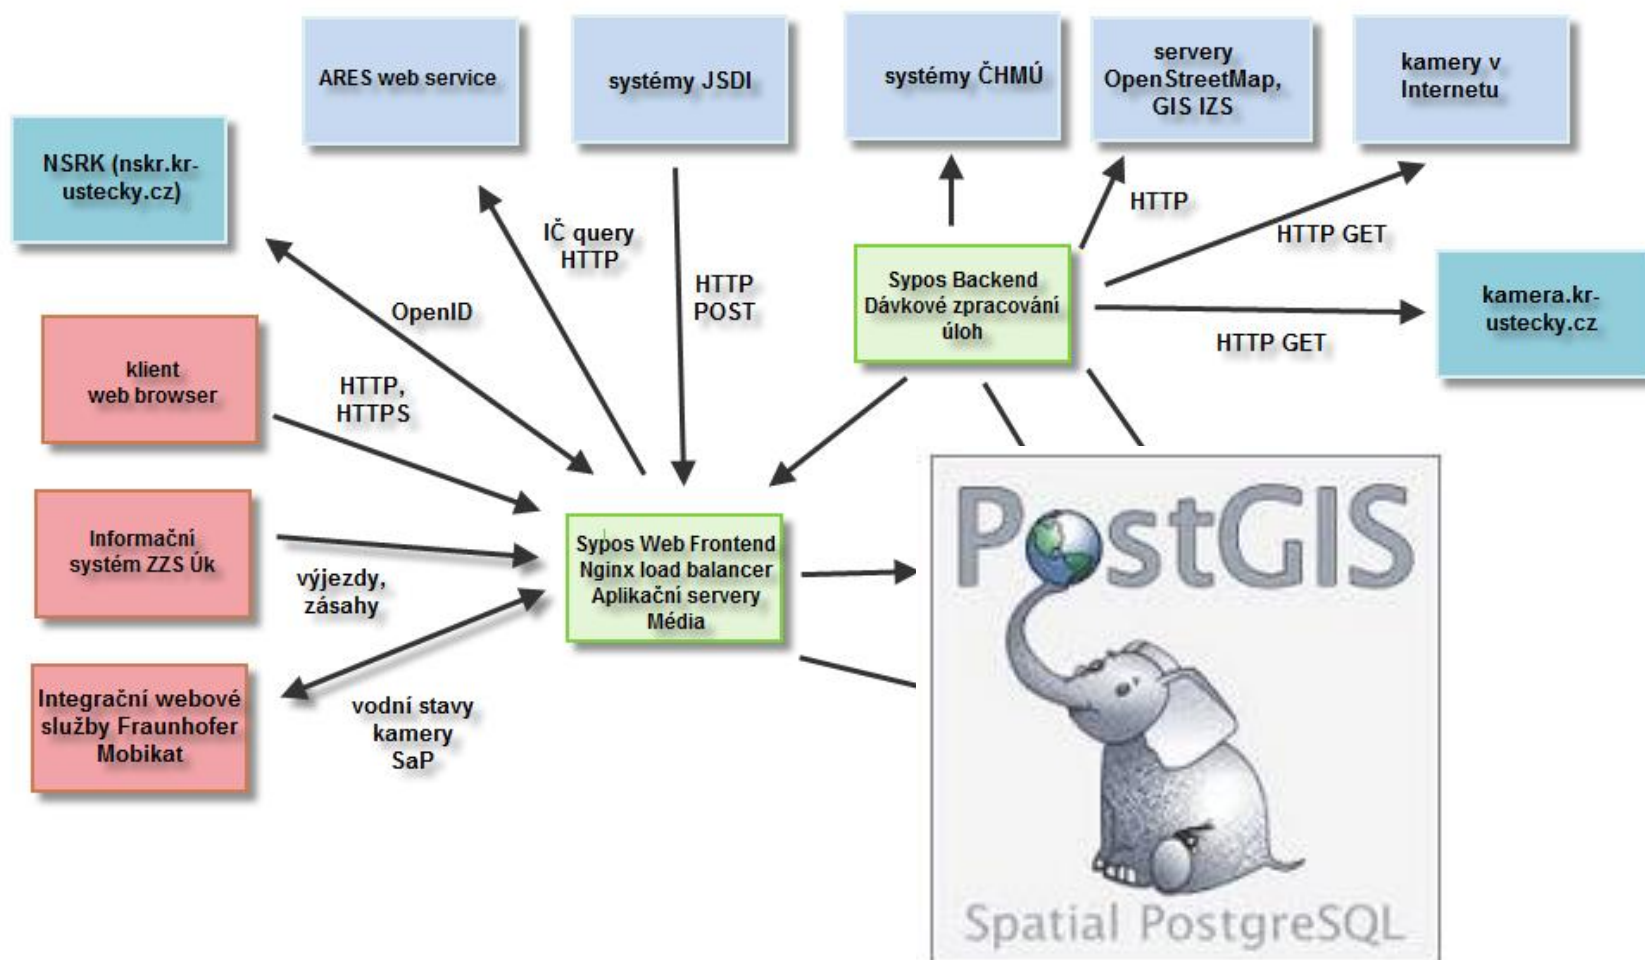 ARES web service
systémy JSDI
systémy ČHMÚ
servery
OpenStreetMap,
GIS IZS
kamery v
Internetu
NSRK (nskr.kr-
ustecky.cz)
IČ query
HTTP
HTTP
POST
HTTP
HTTP GET
OpenID
Sypos Backend
Dávkové zpracování
úloh
kamera.kr-
ustecky.cz
HTTP GET
klient
web browser
HTTP,
HTTPS
Informační
systém ZZS Úk
výjezdy,
zásahy
Sypos Web Frontend
Nginx load balancer
Aplikační servery
Média
Integrační webové
služby Fraunhofer
Mobikat
vodní stavy
kamery
SaP
PostGIS
Spatial PostgreSQL